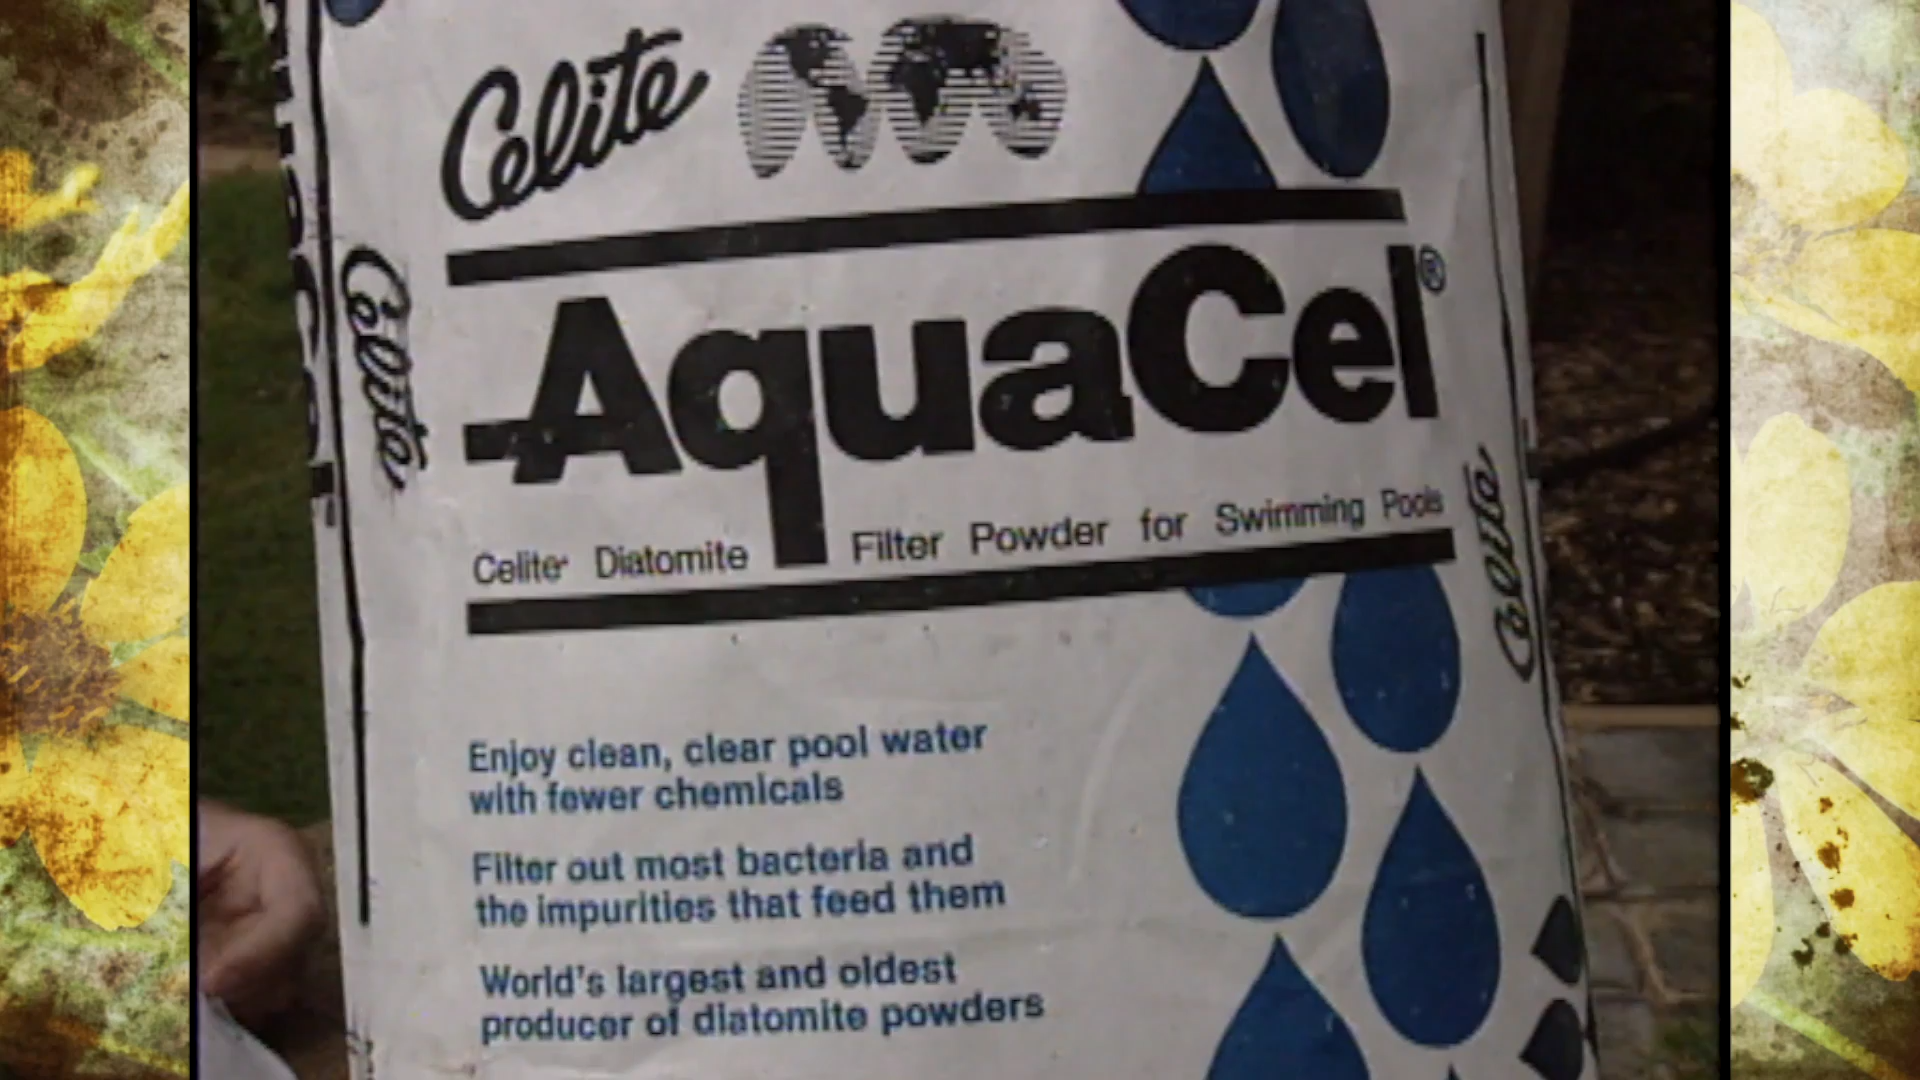 Celite
AquaCel®
Celite Diatomite Filter Powder for Swimming Pools
Celite
Celite
Enjoy clean, clear pool water
with fewer chemicals
Filter out most bacteria and
the impurities that feed them
World's largest and oldest
producer of diatomite powders